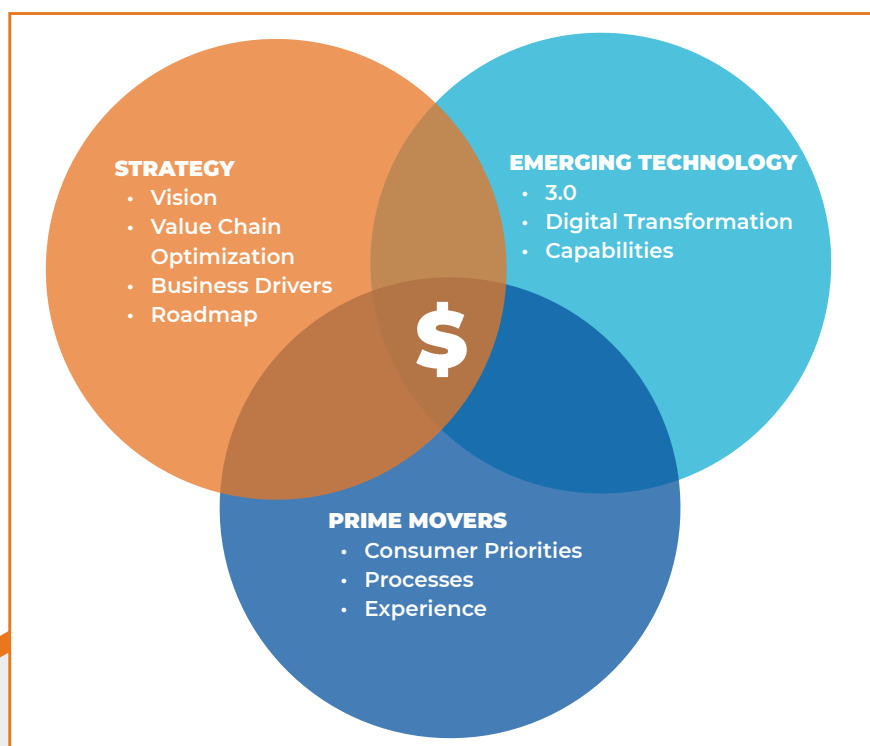 STRATEGY
• Vision
• Value Chain
Optimization
• Business Drivers
• Roadmap
EMERGING TECHNOLOGY
• 3.0
• Digital Transformation
• Capabilities
$
PRIME MOVERS
• Consumer Priorities
• Processes
• Experience